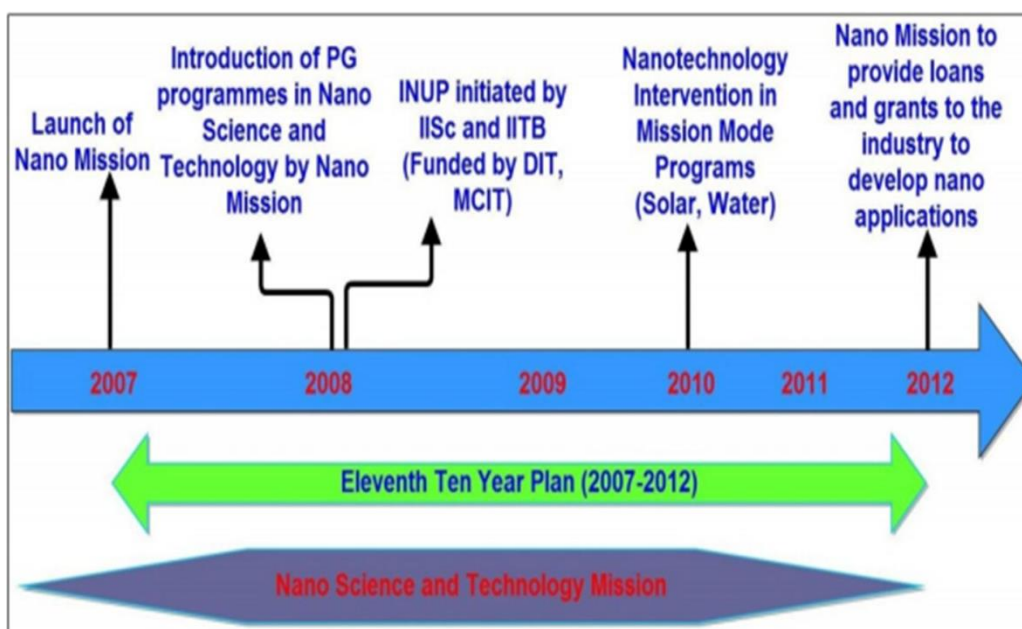 Launch of
Nano Mission
Introduction of PG
programmes in Nano
Science and
Technology by Nano
Mission
INUP initiated by
IISc and IITB
(Funded by DIT,
MCIT)
Nanotechnology
Intervention in
Mission Mode
Programs
(Solar, Water)
Nano Mission to
provide loans
and grants to the
industry to
develop nano
applications
2007 2008 2009 2010 2011 2012
Eleventh Ten Year Plan (2007-2012)
Nano Science and Technology Mission